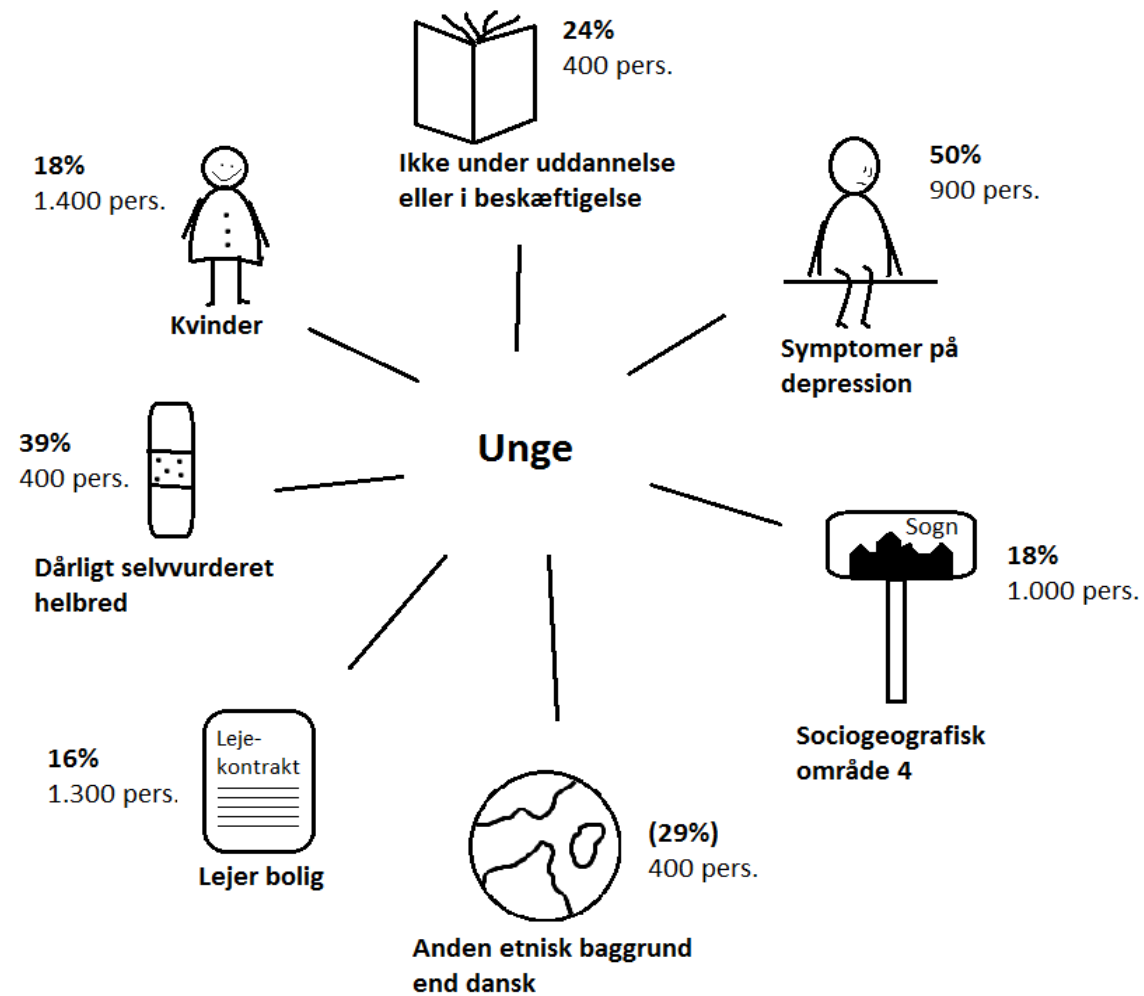 24%
400 pers.
Ikke under uddannelse
eller i beskæftigelse
18%
1.400 pers.
Kvinder
50%
900 pers.
Symptomer på
depression
Unge
39%
400 pers.
Dårligt selvvurderet
helbred
Sogn
18%
1.000 pers.
Sociogeografisk
område 4
16%
1.300 pers.
Leje-
kontrakt
Lejer bolig
(29%)
400 pers.
Anden etnisk baggrund
end dansk